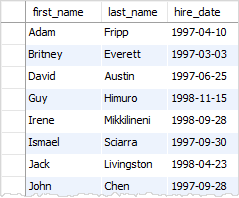 first_name last_name hire_date
Adam Fripp 1997-04-10
Britney Everett 1997-03-03
David Austin 1997-06-25
Guy Himuro 1998-11-15
Irene Mikkilineni 1998-09-28
Ismael Sciarra 1997-09-30
Jack Livingston 1998-04-23
John Chen 1997-09-28